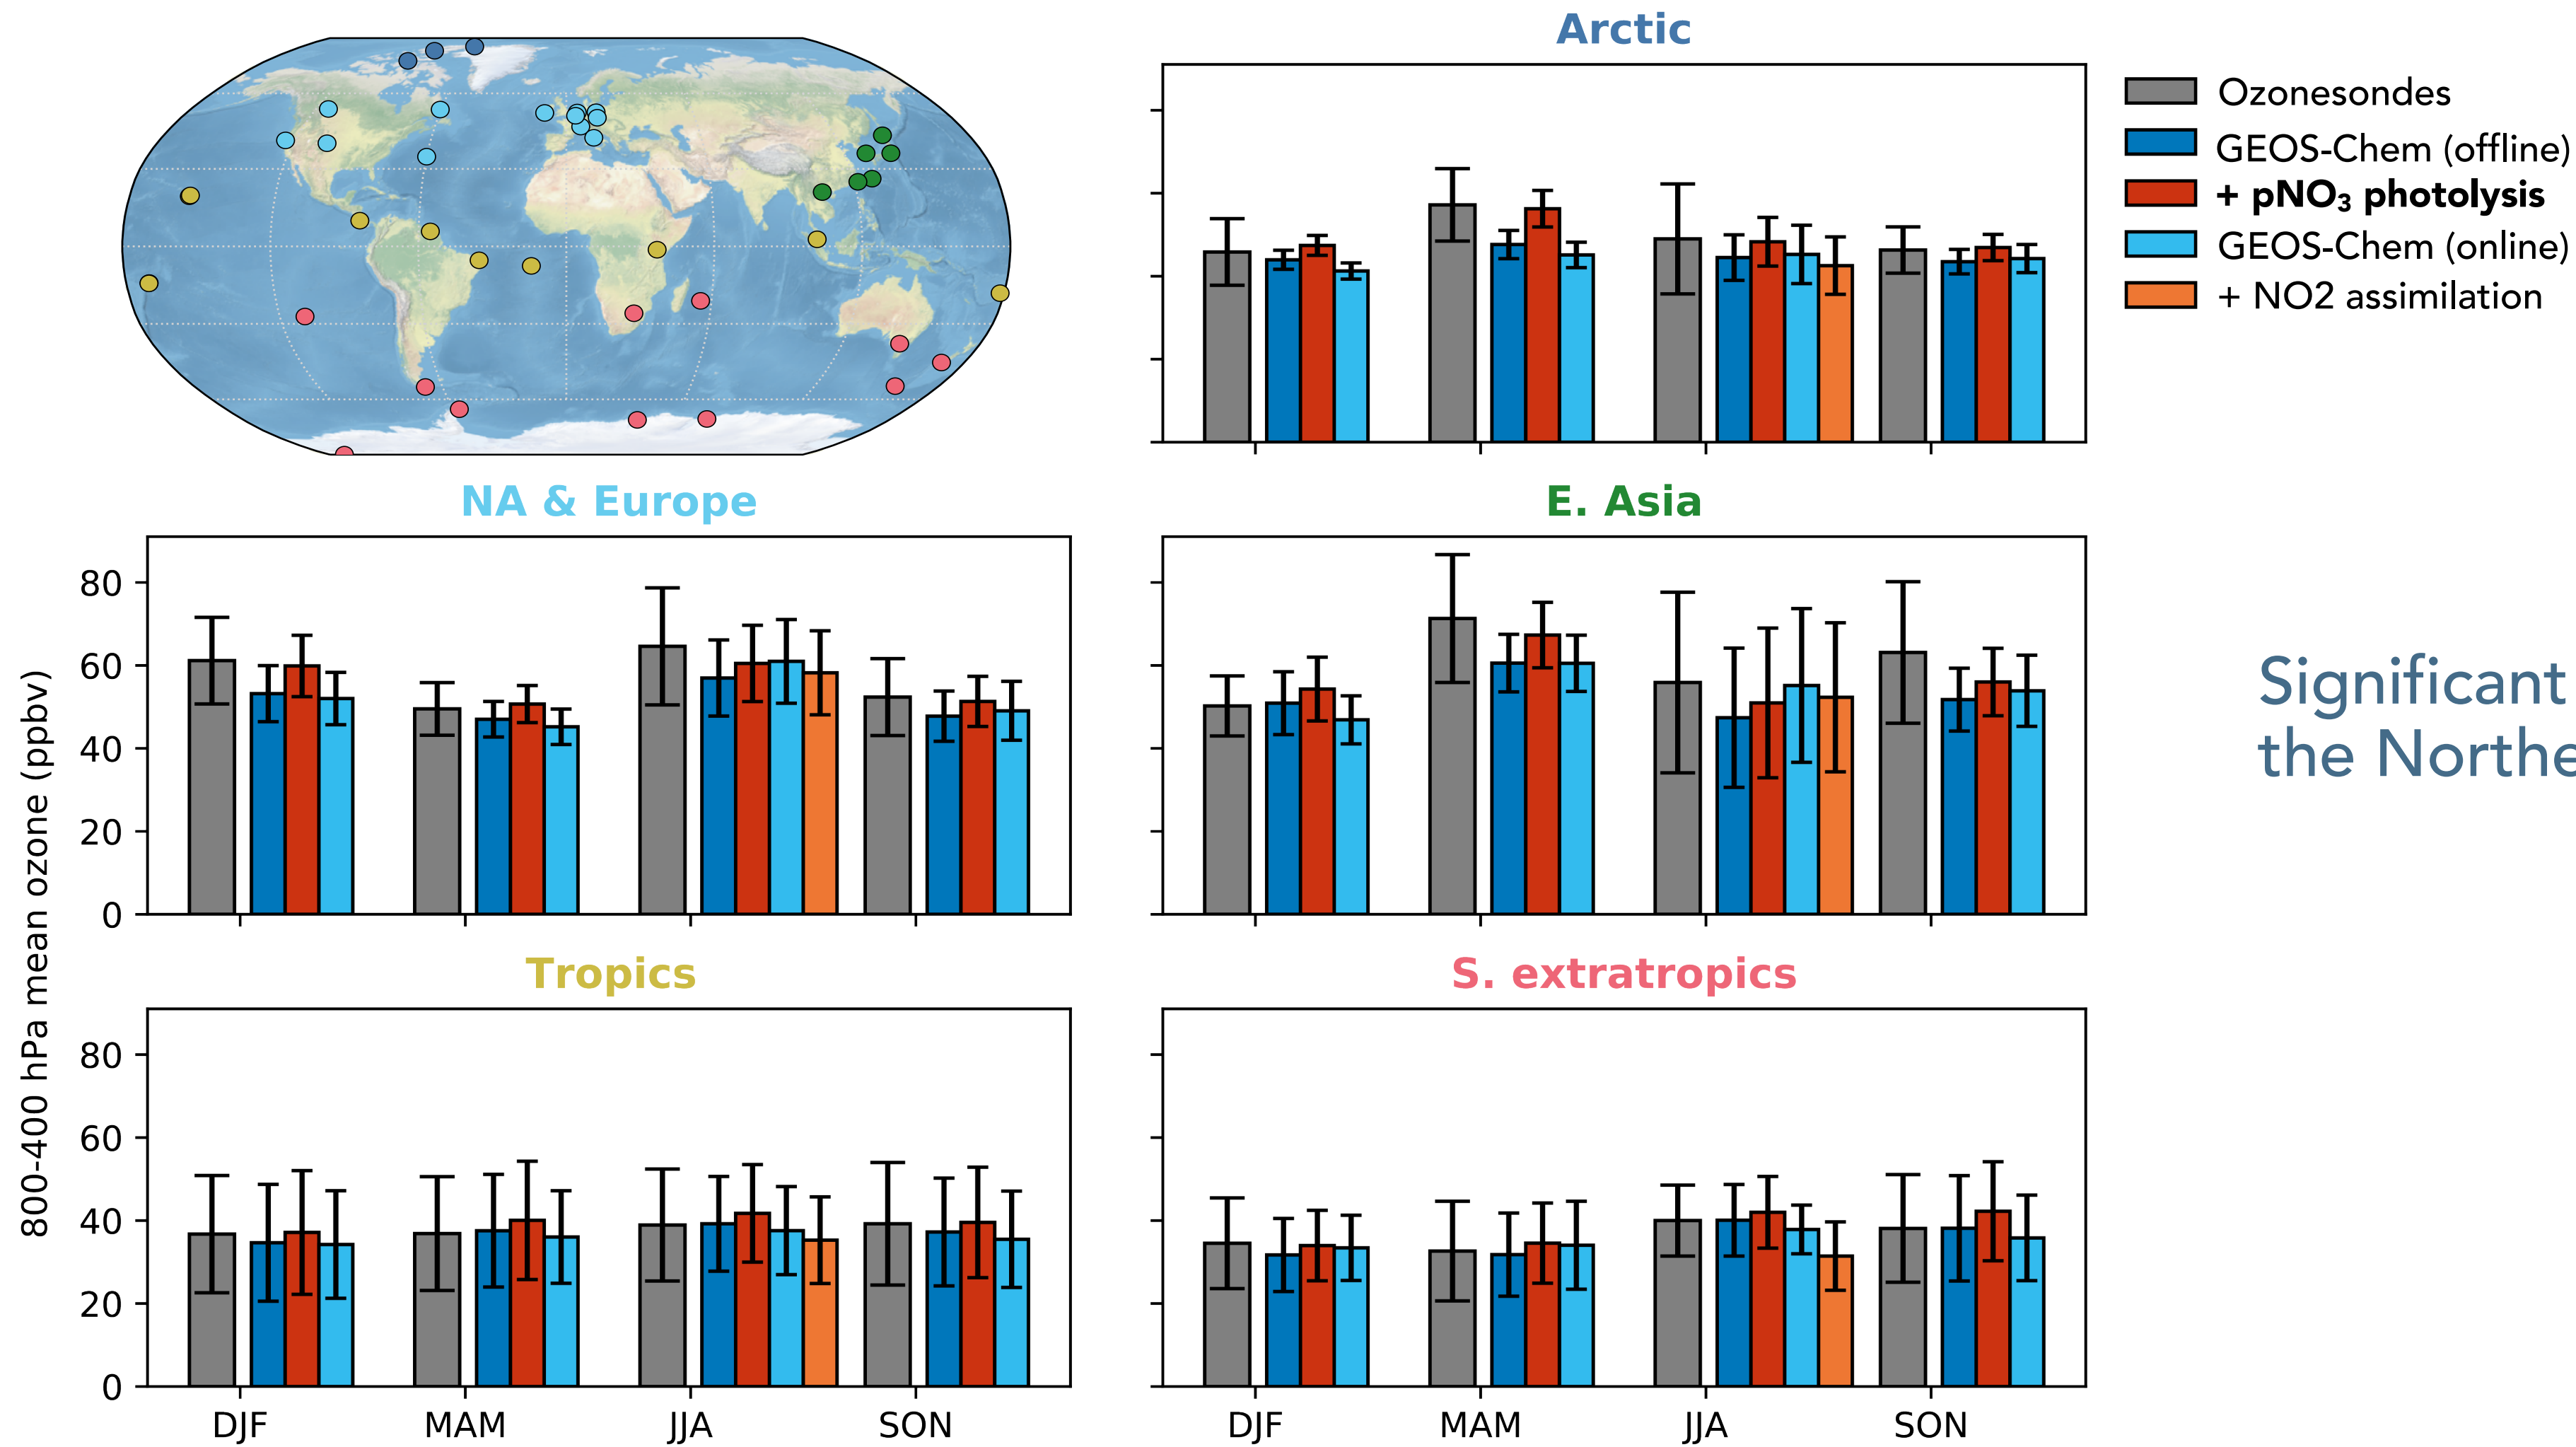 Arctic
Ozonesondes
GEOS-Chem (offline)
+ pNO₃ photolysis
GEOS-Chem (online)
+ NO2 assimilation
NA & Europe
E. Asia
800-400 hPa mean ozone (ppbv)
80
60
40
20
0
Significant
the Northe
Tropics
S. extratropics
80
60
40
20
0
DJF
MAM
JJA
SON
DJF
MAM
JJA
SON